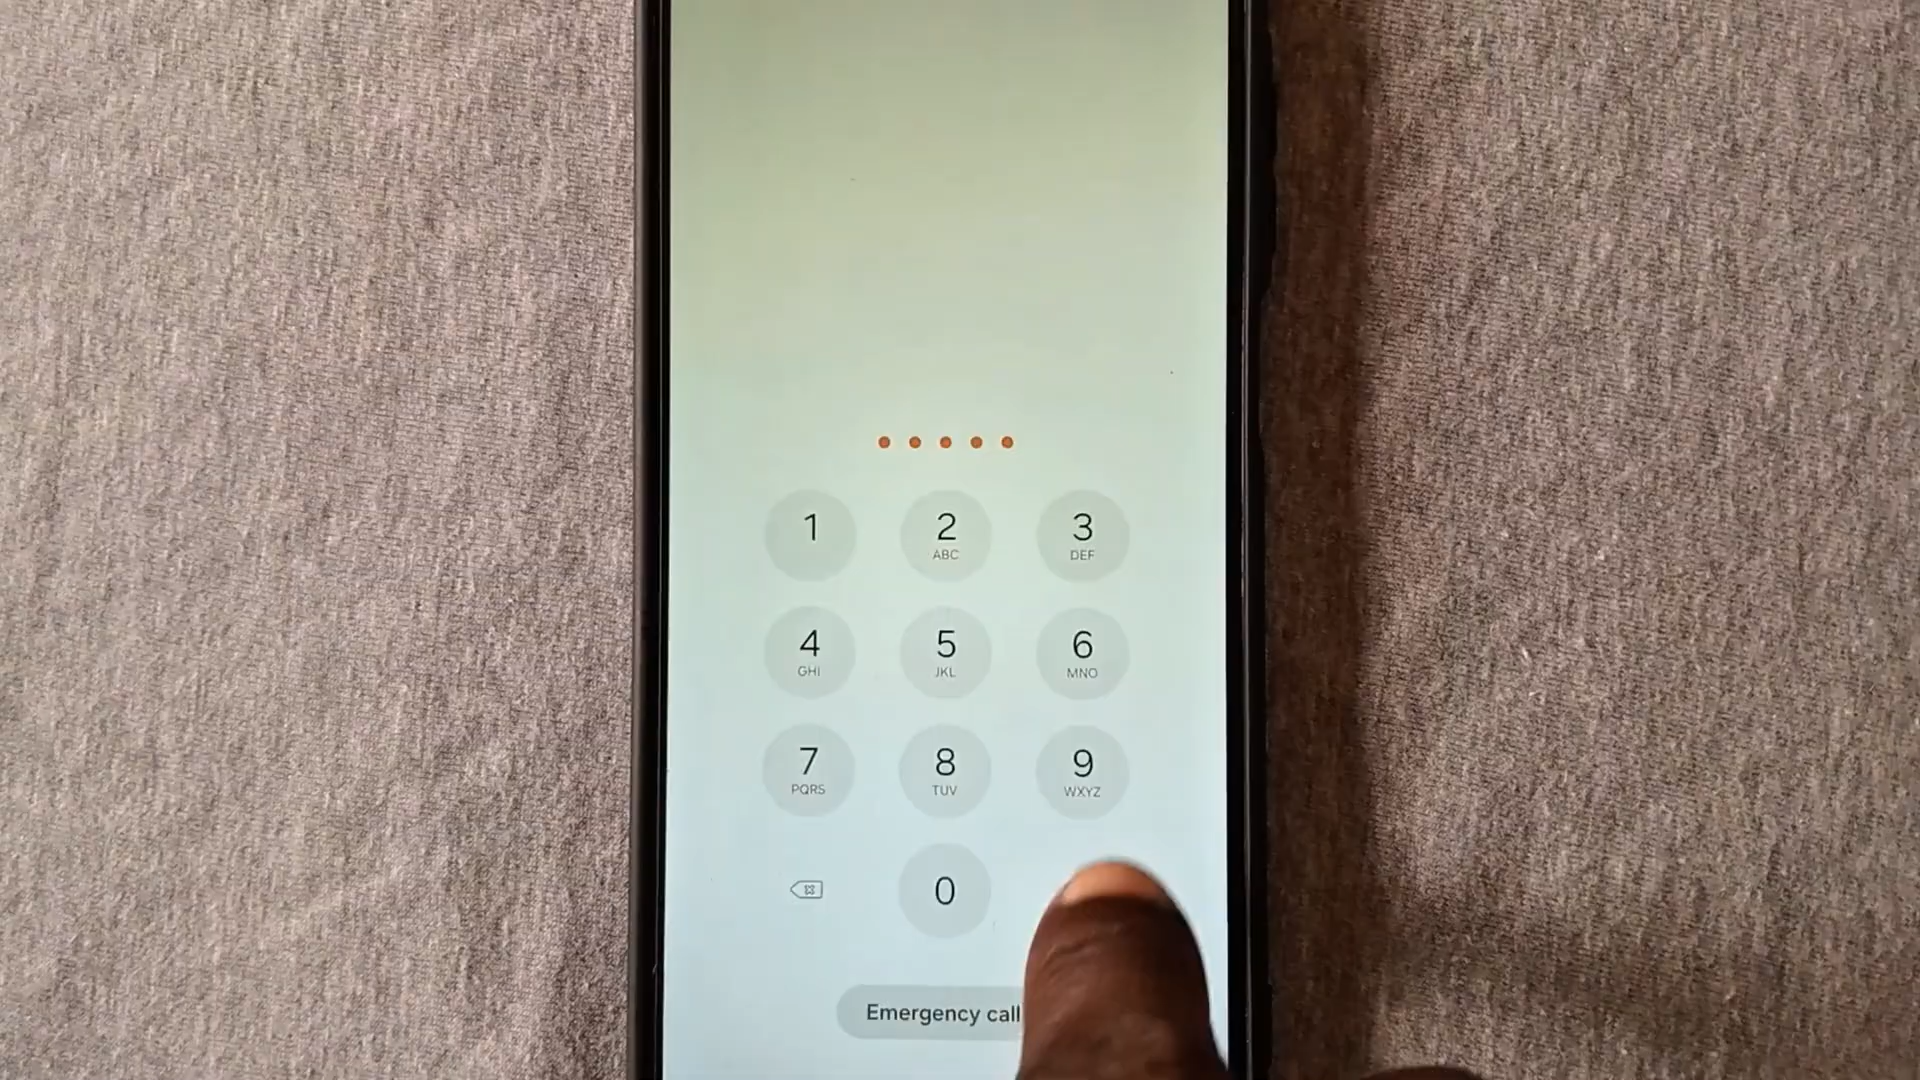 1 2 3
ABC DEF
4 5 6
GHI JKL MNO
7 8 9
PQRS TUV WXYZ
0
Emergency call